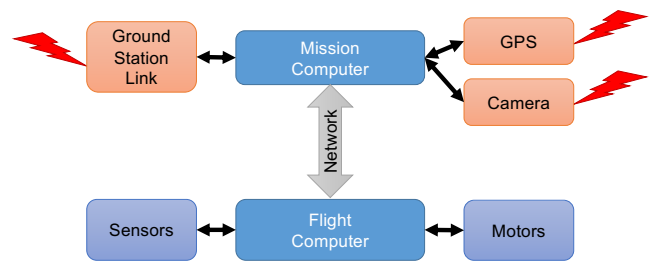 Ground
Station
Link
Mission
Computer
GPS
Camera
Network
Sensors
Flight
Computer
Motors